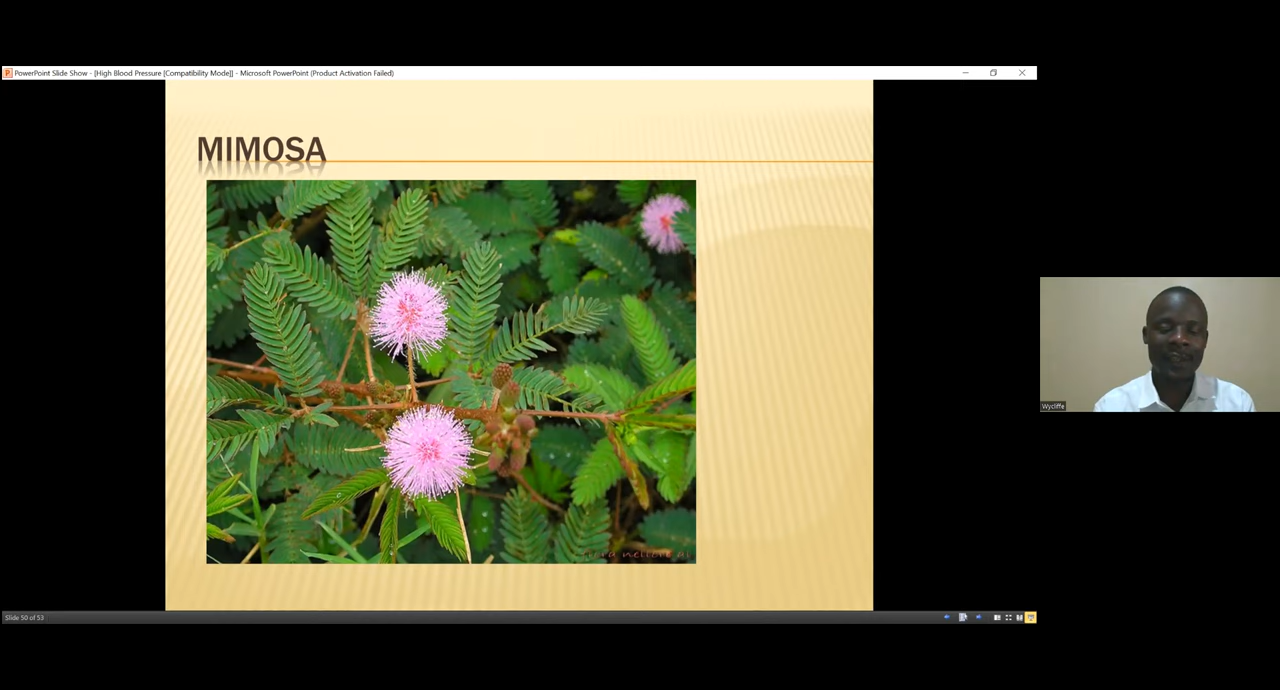 PowerPoint Slide Show - [High Blood Pressure [Compatibility Mode]] - Microsoft PowerPoint (Product Activation Failed)
MIMOSA
Wycliffe
Slide 50 of 53